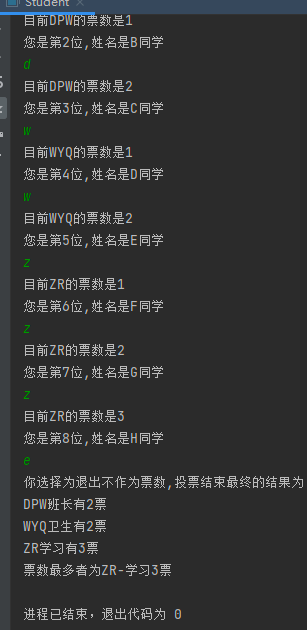 Student
目前DPW的票数是1
您是第2位,姓名是B同学
d
目前DPW的票数是2
您是第3位,姓名是C同学
w
目前WYQ的票数是1
您是第4位,姓名是D同学
w
目前WYQ的票数是2
您是第5位,姓名是E同学
z
目前ZR的票数是1
您是第6位,姓名是F同学
z
目前ZR的票数是2
您是第7位,姓名是G同学
z
目前ZR的票数是3
您是第8位,姓名是H同学
e
你选择为退出不作为票数,投票结束最终的结果为
DPW班长有2票
WYQ卫生有2票
ZR学习有3票
票数最多者为ZR-学习3票
进程已结束，退出代码为 0